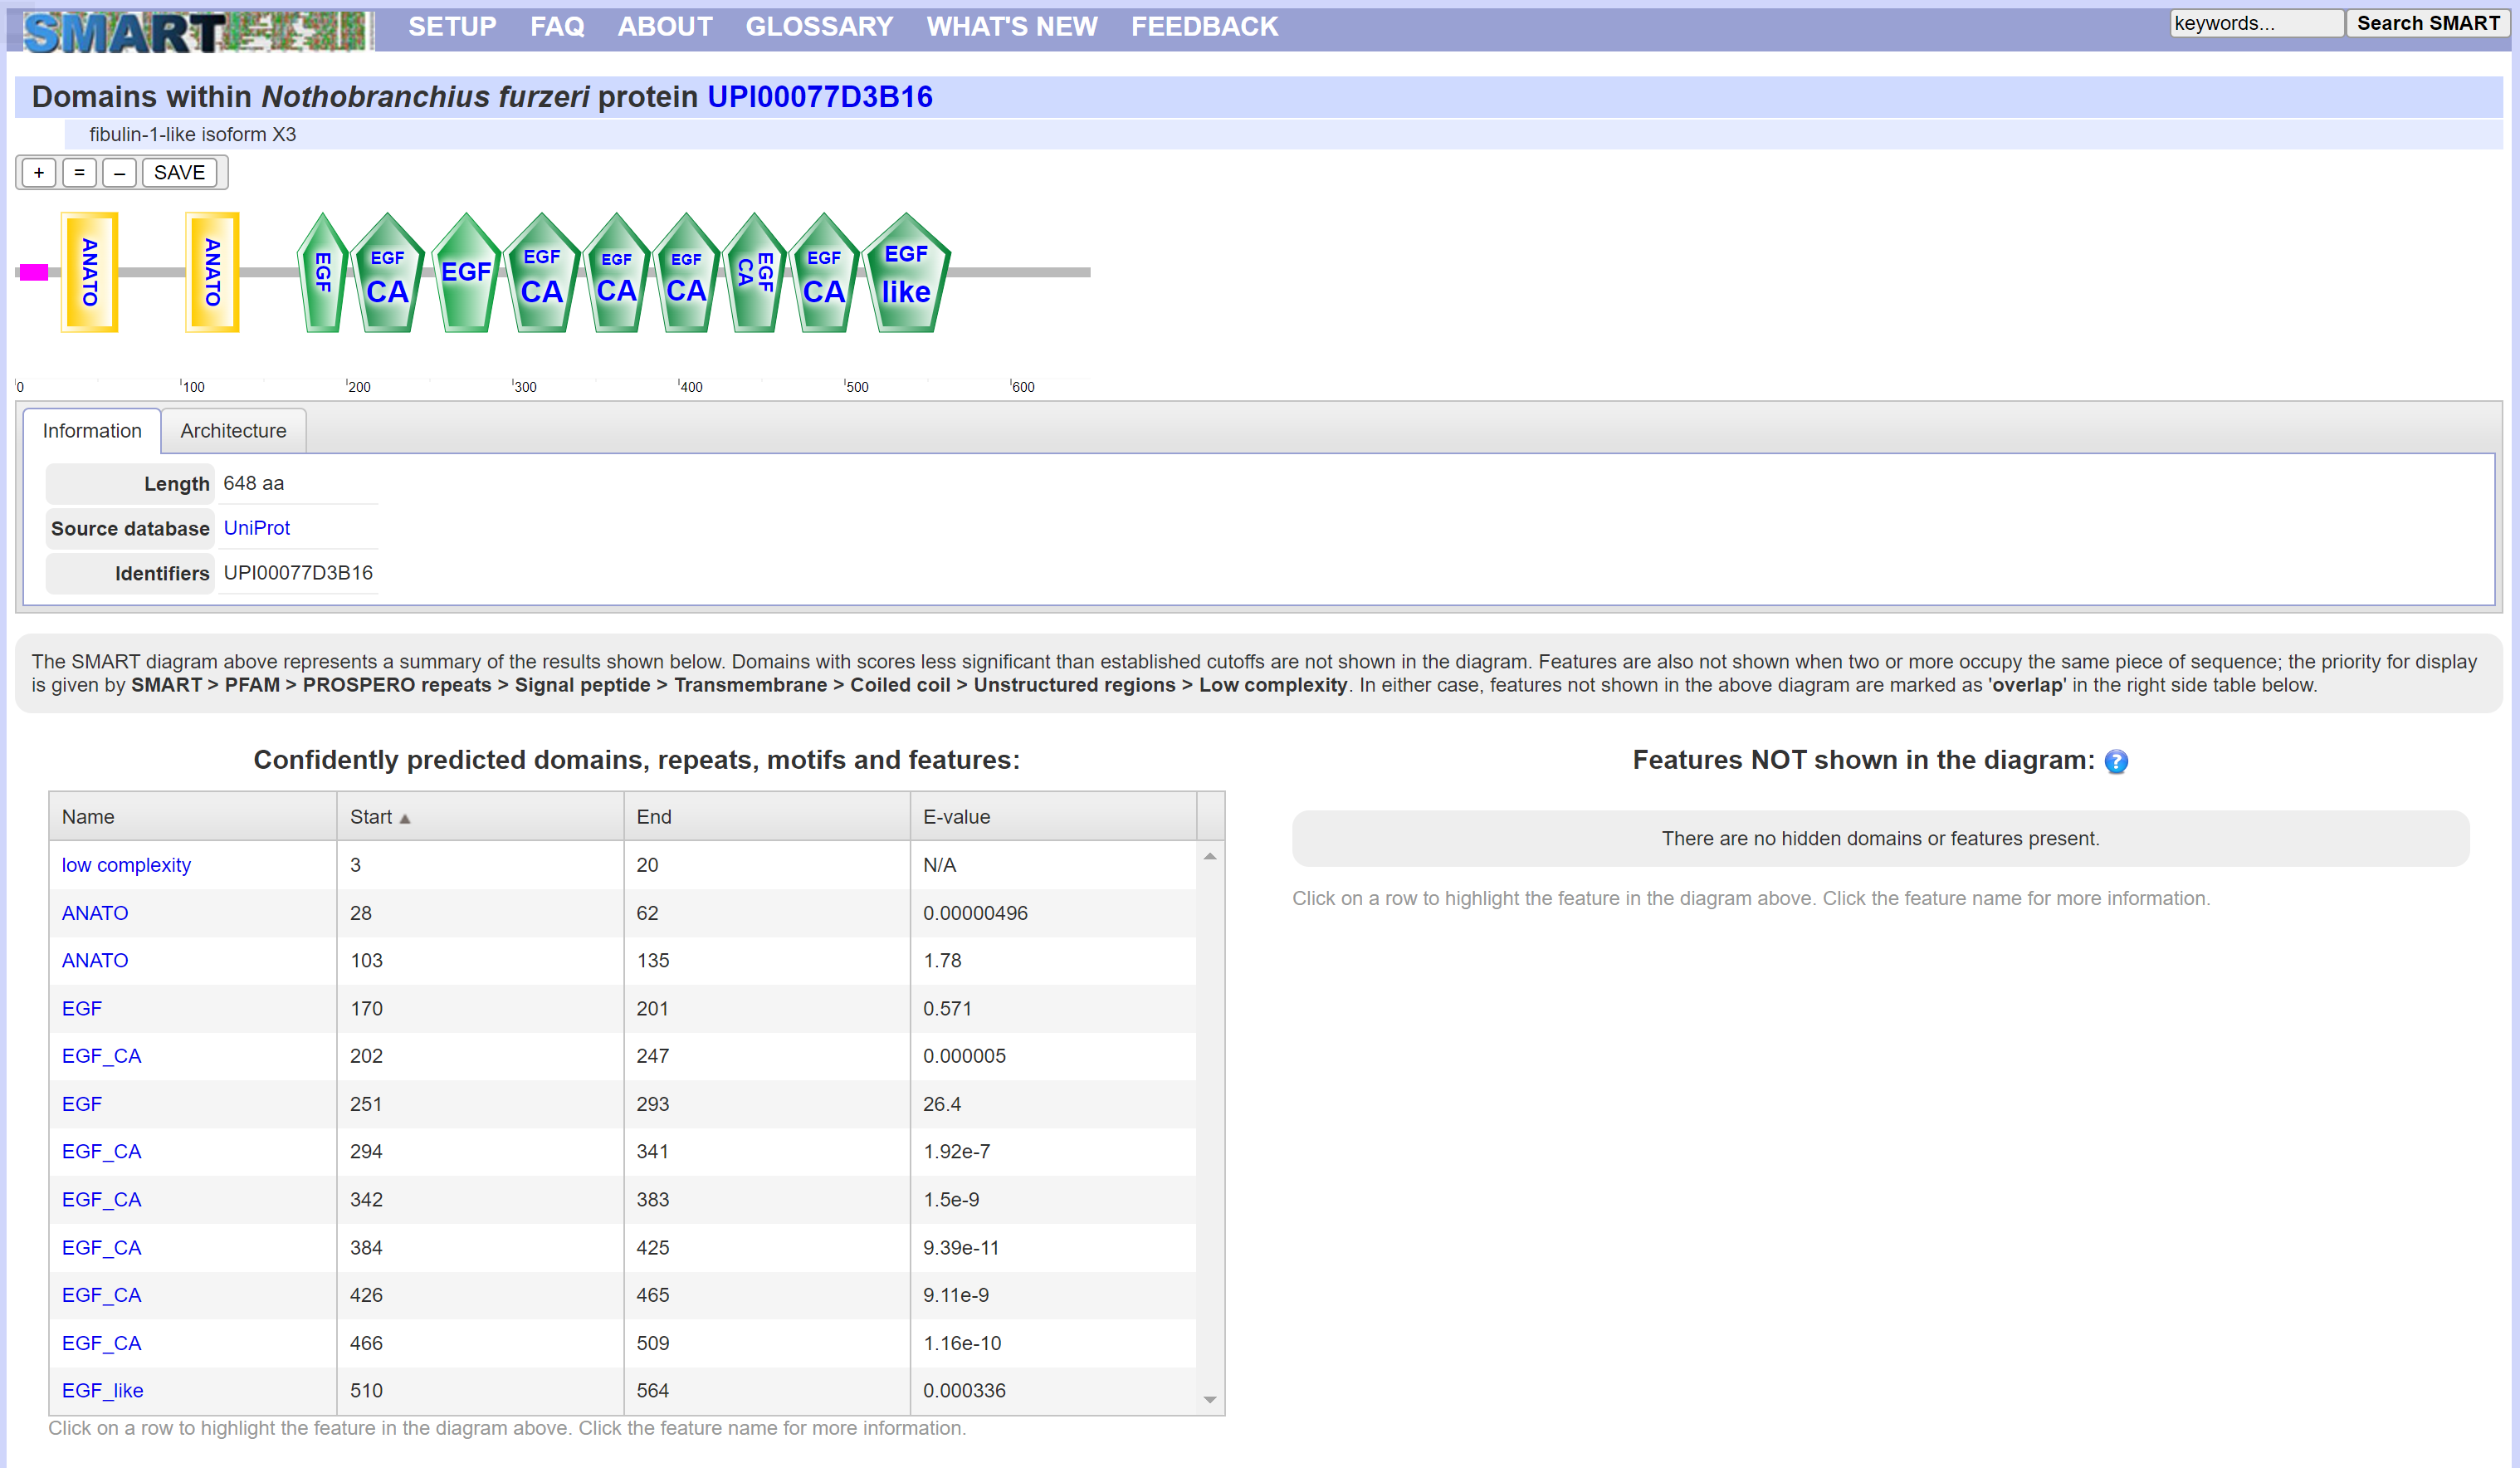 SMART SETUP FAQ ABOUT GLOSSARY WHAT'S NEW FEEDBACK keywords... Search SMART
Domains within Nothobranchius furzeri protein UPI00077D3B16
fibulin-1-like isoform X3
+ = – SAVE
ANATO ANATO EGF EGF CA EGF EGF CA EGF CA EGF CA EGF CA EGF CA EGF like
0 100 200 300 400 500 600
Information Architecture
Length 648 aa
Source database UniProt
Identifiers UPI00077D3B16
The SMART diagram above represents a summary of the results shown below. Domains with scores less significant than established cutoffs are not shown in the diagram. Features are also not shown when two or more occupy the same piece of sequence; the priority for display
is given by SMART > PFAM > PROSPERO repeats > Signal peptide > Transmembrane > Coiled coil > Unstructured regions > Low complexity. In either case, features not shown in the above diagram are marked as 'overlap' in the right side table below.
Confidently predicted domains, repeats, motifs and features:
Name Start End E-value
low complexity 3 20 N/A
ANATO 28 62 0.00000496
ANATO 103 135 1.78
EGF 170 201 0.571
EGF_CA 202 247 0.000005
EGF 251 293 26.4
EGF_CA 294 341 1.92e-7
EGF_CA 342 383 1.5e-9
EGF_CA 384 425 9.39e-11
EGF_CA 426 465 9.11e-9
EGF_CA 466 509 1.16e-10
EGF_like 510 564 0.000336
Click on a row to highlight the feature in the diagram above. Click the feature name for more information.
Features NOT shown in the diagram: ?
There are no hidden domains or features present.
Click on a row to highlight the feature in the diagram above. Click the feature name for more information.